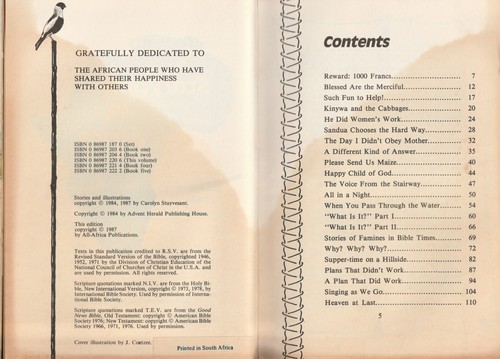 GRATEFULLY DEDICATED TO
THE AFRICAN PEOPLE WHO HAVE
SHARED THEIR HAPPINESS
WITH OTHERS
ISBN 0 86987 187 0 (Set)
ISBN 0 86987 203 6 (Book one)
ISBN 0 86987 204 4 (Book two)
ISBN 0 86987 220 6 (This volume)
ISBN 0 86987 221 4 (Book four)
ISBN 0 86987 222 2 (Book five)
Stories and illustrations
copyright © 1984, 1987 by Carolyn Stuyvesant.
Copyright © 1984 by Advent Herald Publishing House.
This edition
copyright © 1987
by All-Africa Publications.
Texts in this publication credited to R.S.V. are from the
Revised Standard Version of the Bible, copyrighted 1946,
1952, 1971 by the Division of Christian Education of the
National Council of Churches of Christ in the U.S.A. and
are used by permission. All rights reserved.
Scripture quotations marked N.I.V. are from the Holy Bi-
ble, New International Version, copyright © 1973, 1978, by
International Bible Society. Used by permission of Interna-
tional Bible Society.
Scripture quotations marked T.E.V. are from the Good
News Bible, Old Testament: copyright © American Bible
Society 1976; New Testament: copyright © American Bible
Society 1966, 1971, 1976. Used by permission.
Cover illustration by J. Coetzee.
Printed in South Africa
Contents
Reward: 1000 Francs........................ 7
Blessed Are the Merciful........................ 12
Such Fun to Help!........................ 17
Kinywa and the Cabbages........................ 20
He Did Women's Work........................ 24
Sandua Chooses the Hard Way........................ 28
The Day I Didn't Obey Mother........................ 32
A Different Kind of Answer........................ 35
Please Send Us Maize........................ 40
Happy Child of God........................ 44
The Voice From the Stairway........................ 47
All in a Night........................ 50
When You Pass Through the Water........................ 54
"What Is It?" Part I........................ 60
"What Is It?" Part II........................ 66
Stories of Famines in Bible Times........................ 69
Why? Why? Why?........................ 72
Supper-time on a Hillside........................ 82
Plans That Didn't Work........................ 87
A Plan That Did Work........................ 94
Singing as We Go........................ 104
Heaven at Last........................ 110
5